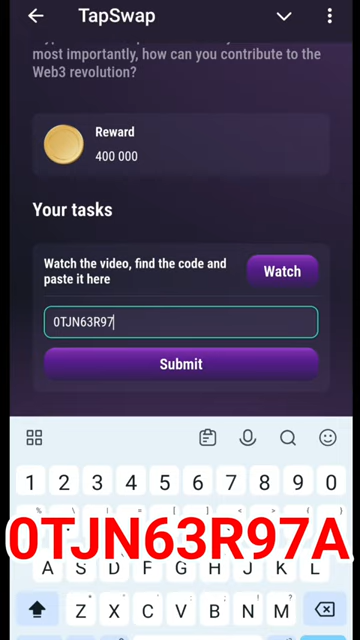 TapSwap
most importantly, how can you contribute to the
Web3 revolution?
Reward
400 000
Your tasks
Watch the video, find the code and
paste it here
Watch
0TJN63R97
Submit
1 2 3 4 5 6 7 8 9 0
0TJN63R97A
A S D F G H J K L
Z X C V B N M